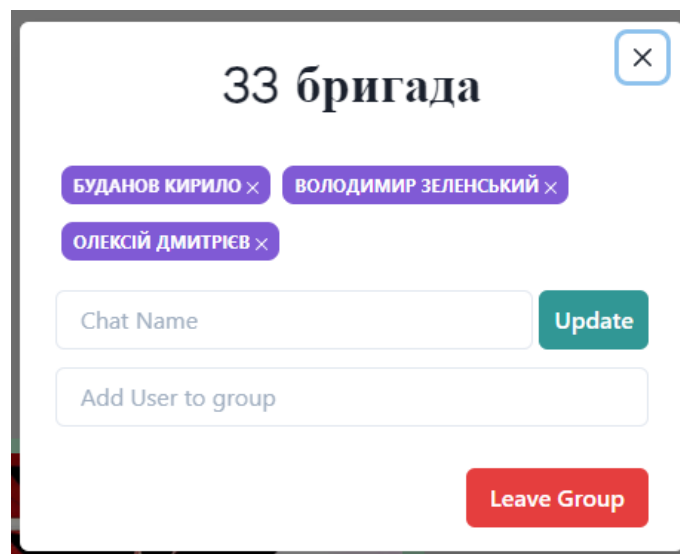 33 бригада
БУДАНОВ КИРИЛО ВОЛОДИМИР ЗЕЛЕНСЬКИЙ
ОЛЕКСІЙ ДМИТРІЄВ
Chat Name Update
Add User to group
Leave Group